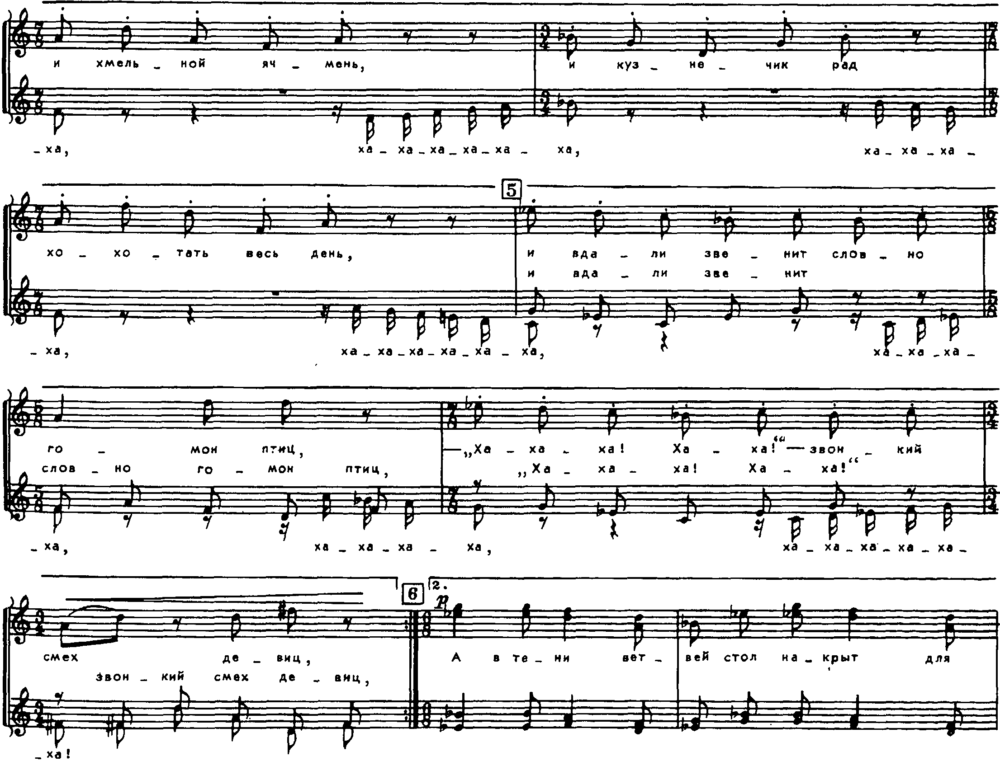 и хмель - ной яч - мень, и куз - не - чик рад
- ха, ха - ха - ха - ха - ха - ха, ха - ха - ха -
5
хо - хо - тать весь день, и вда - ли зве - нит слов - но
и вда - ли зве - нит
- ха, ха - ха - ха - ха - ха - ха, ха - ха - ха -
го - мон птиц, — „Ха - ха - ха! Ха - ха!“ — звон - кий
слов - но го - мон птиц, „Ха - ха - ха! Ха - ха!“
- ха, ха - ха - ха - ха, ха - ха - ха - ха - ха -
6 2.
p
смех де - виц, А в те - ни вет - вей стол на - крыт для
звон - кий смех де - виц,
- ха!